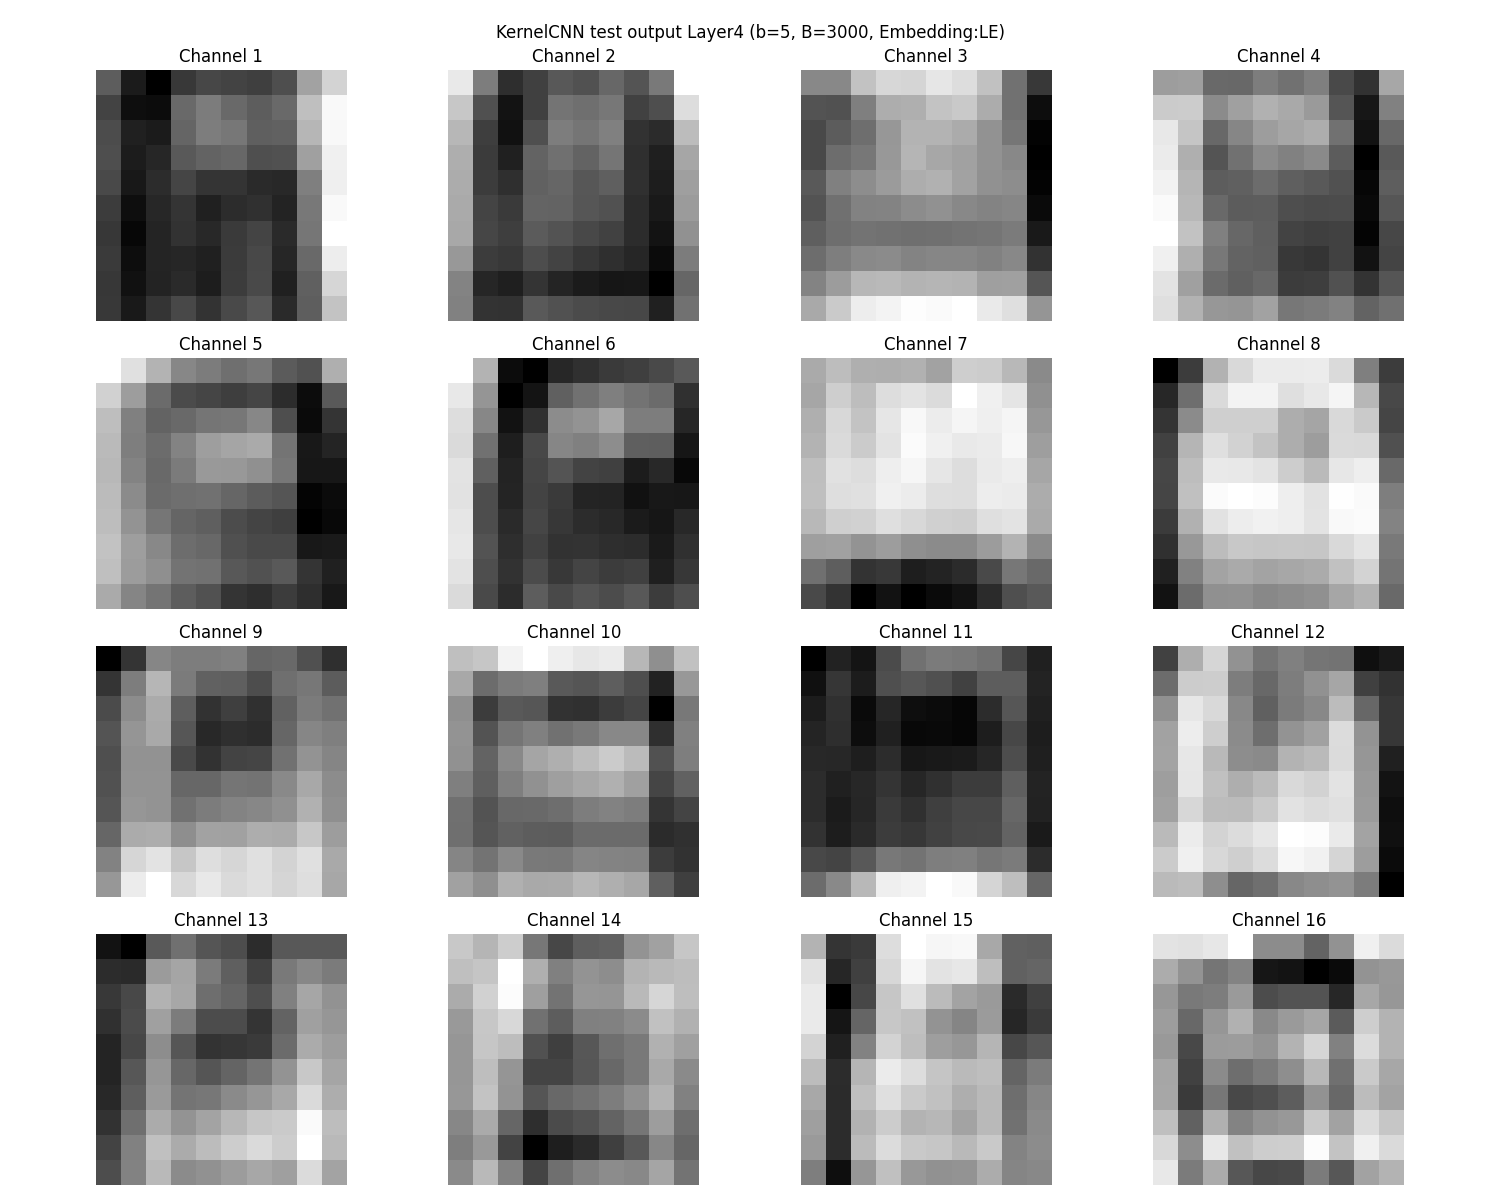 KernelCNN test output Layer4 (b=5, B=3000, Embedding:LE)
Channel 1 Channel 2 Channel 3 Channel 4
Channel 5 Channel 6 Channel 7 Channel 8
Channel 9 Channel 10 Channel 11 Channel 12
Channel 13 Channel 14 Channel 15 Channel 16